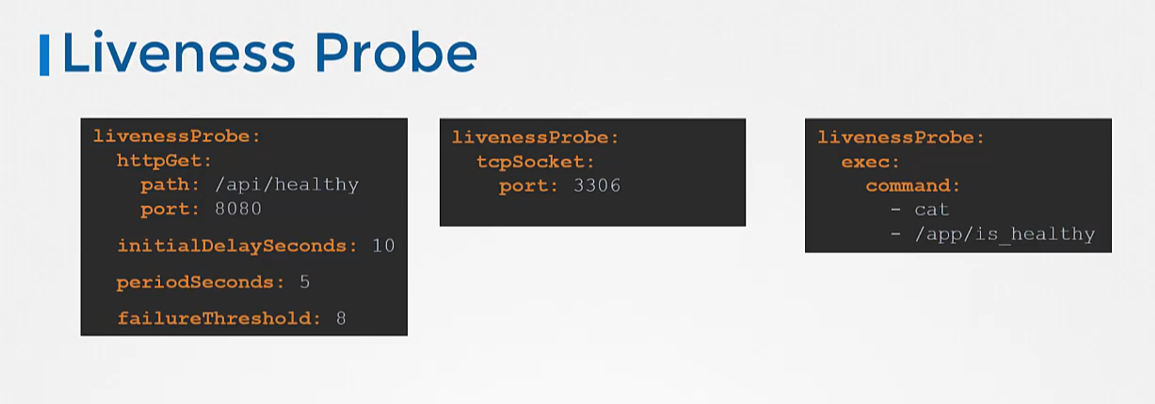 Liveness Probe
livenessProbe:
httpGet:
path: /api/healthy
port: 8080
initialDelaySeconds: 10
periodSeconds: 5
failureThreshold: 8
livenessProbe:
tcpSocket:
port: 3306
livenessProbe:
exec:
command:
- cat
- /app/is_healthy